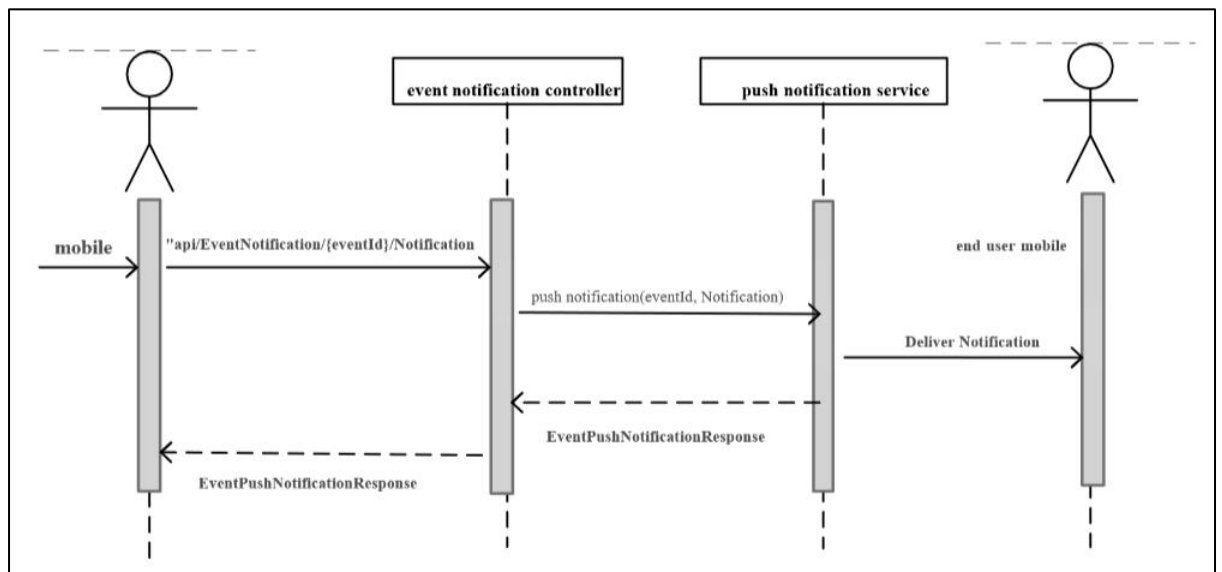 event notification controller
push notification service
mobile
"api/EventNotification/{eventId}/Notification
end user mobile
push notification(eventId, Notification)
Deliver Notification
EventPushNotificationResponse
EventPushNotificationResponse